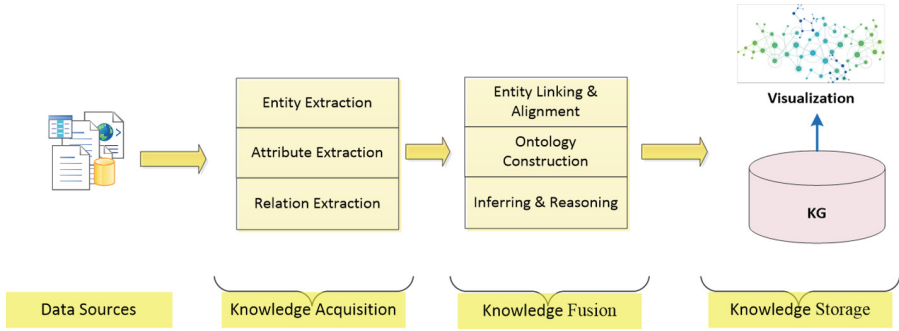 Visualization
Entity Extraction
Attribute Extraction
Relation Extraction
Entity Linking &
Alignment
Ontology
Construction
Inferring & Reasoning
KG
Data Sources
Knowledge Acquisition
Knowledge Fusion
Knowledge Storage